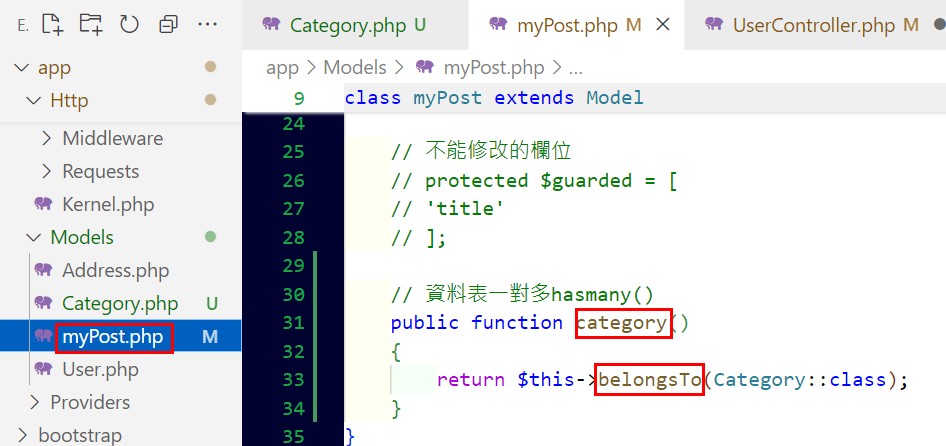 E. ···
app
Http
Middleware
Requests
Kernel.php
Models
Address.php
Category.php U
myPost.php M
User.php
Providers
bootstrap
Category.php U
myPost.php M
UserController.php M
app > Models > myPost.php > ...
9 class myPost extends Model
24
25 // 不能修改的欄位
26 // protected $guarded = [
27 // 'title'
28 // ];
29
30 // 資料表一對多hasmany()
31 public function category()
32 {
33 return $this->belongsTo(Category::class);
34 }
35 }